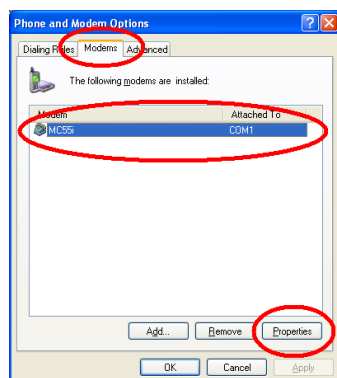 Phone and Modem Options
Dialing Rules Modems Advanced
The following modems are installed:
Modem Attached To
MC55i COM1
Add... Remove Properties
OK Cancel Apply